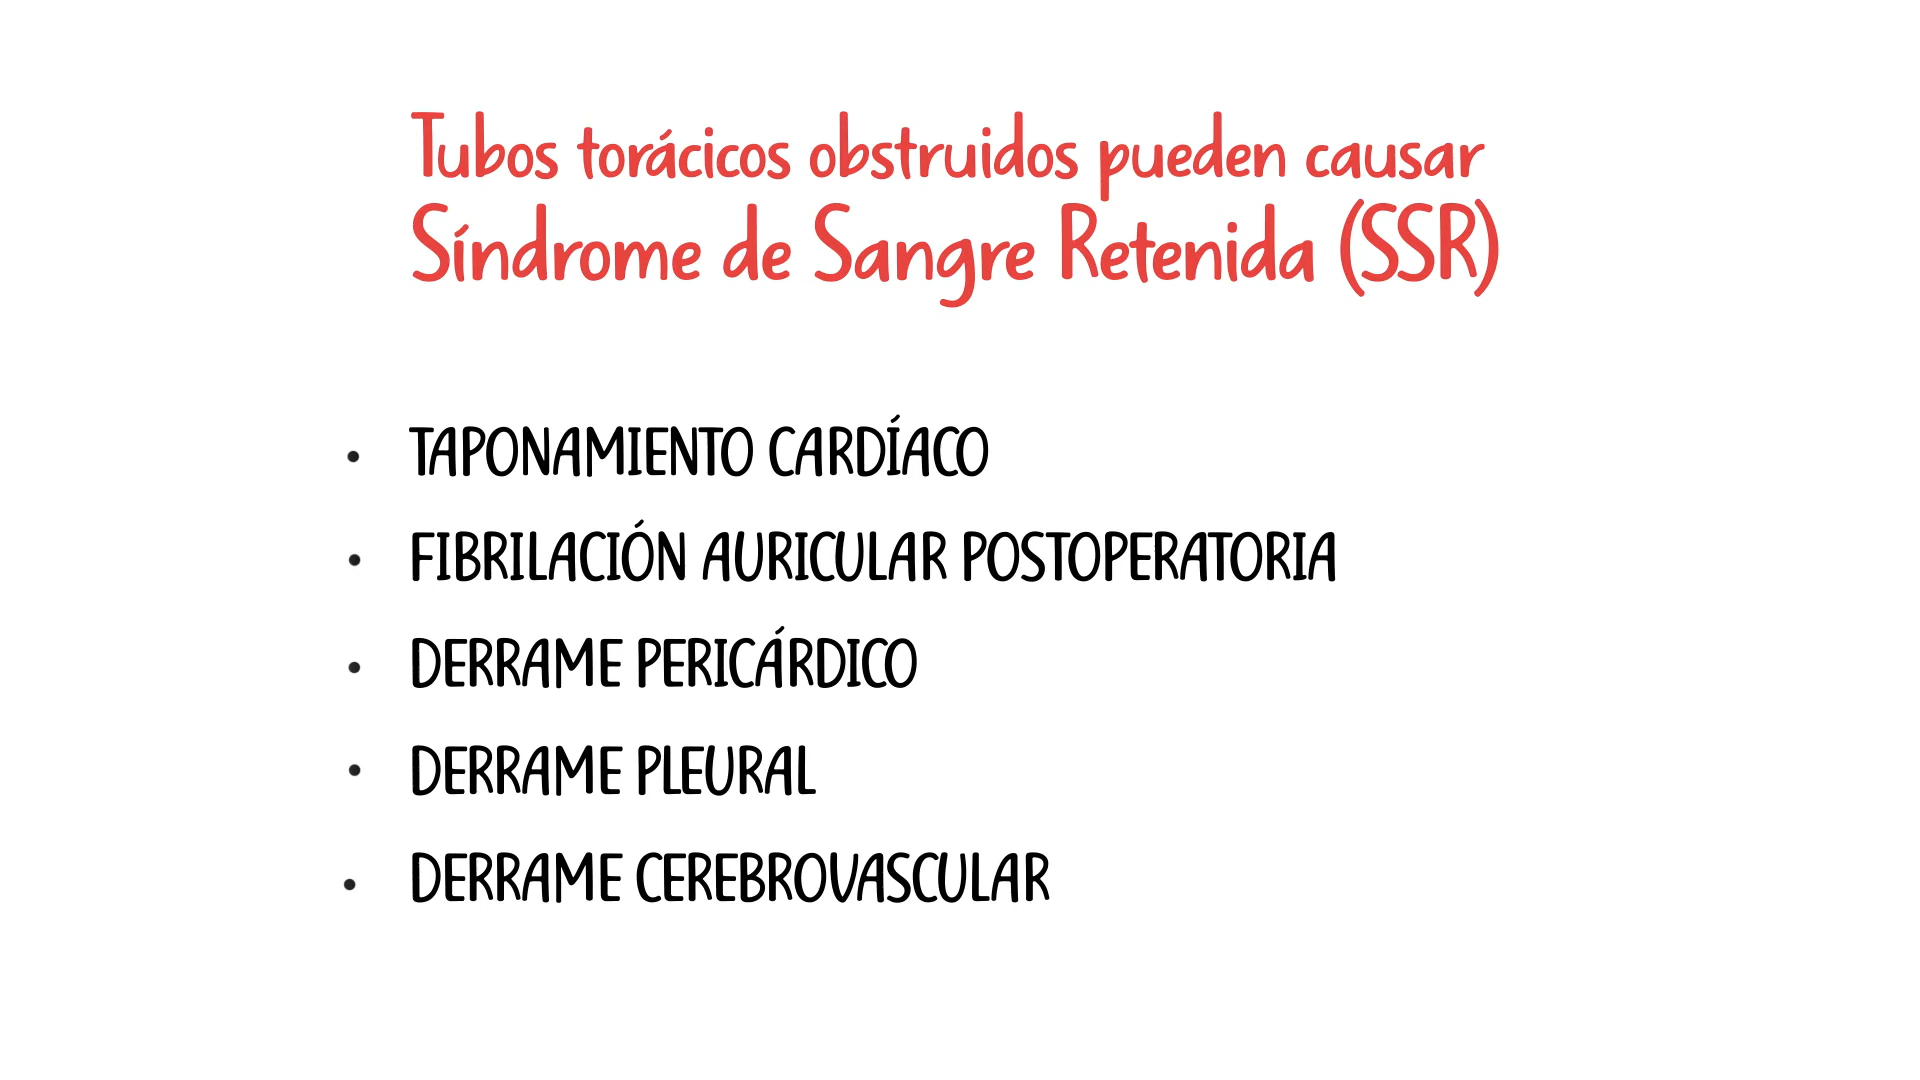 Tubos torácicos obstruidos pueden causar
Síndrome de Sangre Retenida (SSR)
• TAPONAMIENTO CARDÍACO
• FIBRILACIÓN AURICULAR POSTOPERATORIA
• DERRAME PERICÁRDICO
• DERRAME PLEURAL
• DERRAME CEREBROVASCULAR